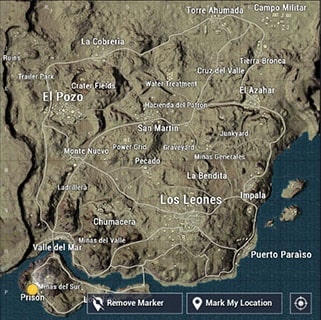 Torre Ahumada
Campo Militar
La Cobreria
Ruins
Tierra Bronca
Cruz del Valle
Trailer Park
Crater Fields
Water Treatment
El Azahar
El Pozo
Hacienda del Patrón
San Martin
Junkyard
Monte Nuevo
Power Grid
Graveyard
Minas Generales
Pecado
La Bendita
Ladrillera
Los Leones
Impala
Chumacera
Valle del Mar
Minas del Valle
Puerto Paraiso
Minas del Sur
Prison
Remove Marker
Mark My Location